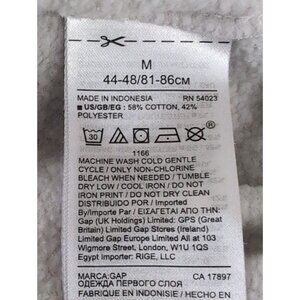 M
44-48/81-86СМ
MADE IN INDONESIA RN 54023
■ US/GB/EG : 58% COTTON, 42%
POLYESTER
30
1166
MACHINE WASH COLD GENTLE
CYCLE / ONLY NON-CHLORINE
BLEACH WHEN NEEDED / TUMBLE
DRY LOW / COOL IRON / DO NOT
IRON PRINT / DO NOT DRY CLEAN
DISTRIBUIDO POR / Imported
By/Importe Par / ΕΙΣΑΓΕΤΑΙ ΑΠΟ ΤΗΝ:
Gap (UK Holdings) Limited: GPS (Great
Britain) Limited Gap Stores (Ireland)
Limited Gap Europe Limited All at 103
Wigmore Street, London, W1U 1QS
Egypt Importer: RIGE, LLC
MARCA:GAP CA 17897
ОДЕЖДА ПЕРВОГО СЛОЯ
FABRIQUE EN INDONESIE / HECHO EN